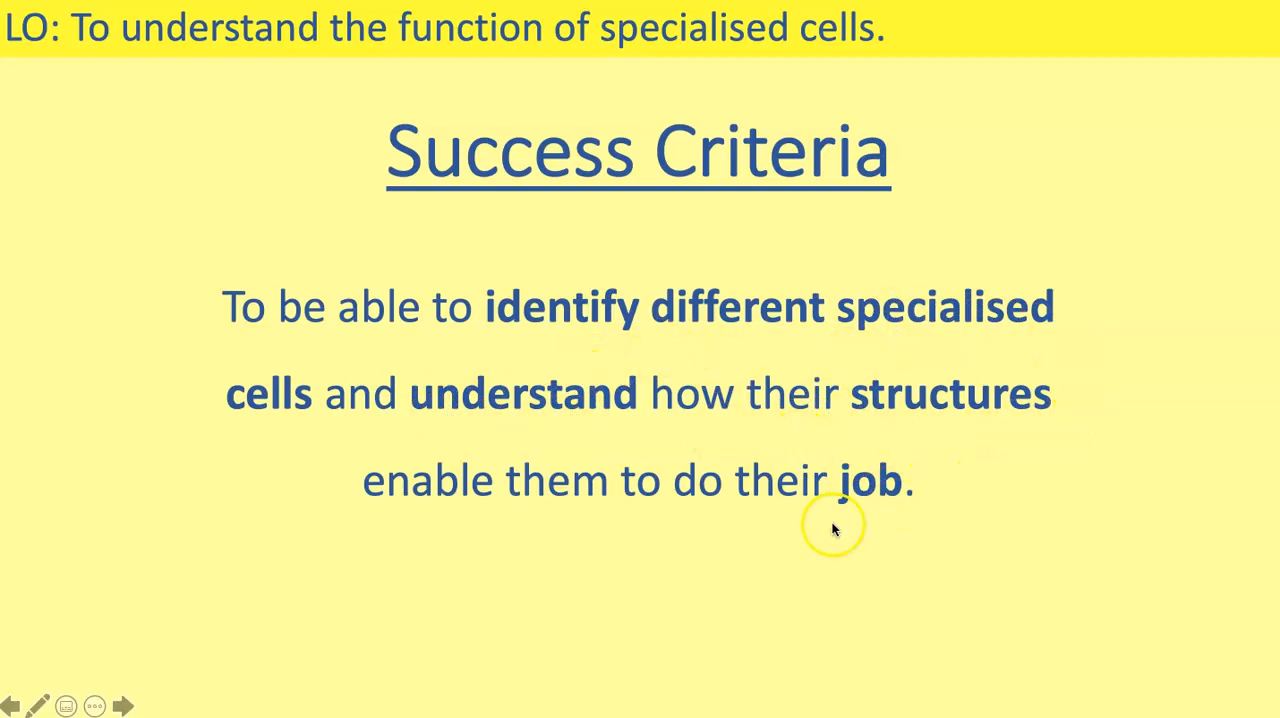 LO: To understand the function of specialised cells.
Success Criteria
To be able to identify different specialised
cells and understand how their structures
enable them to do their job.